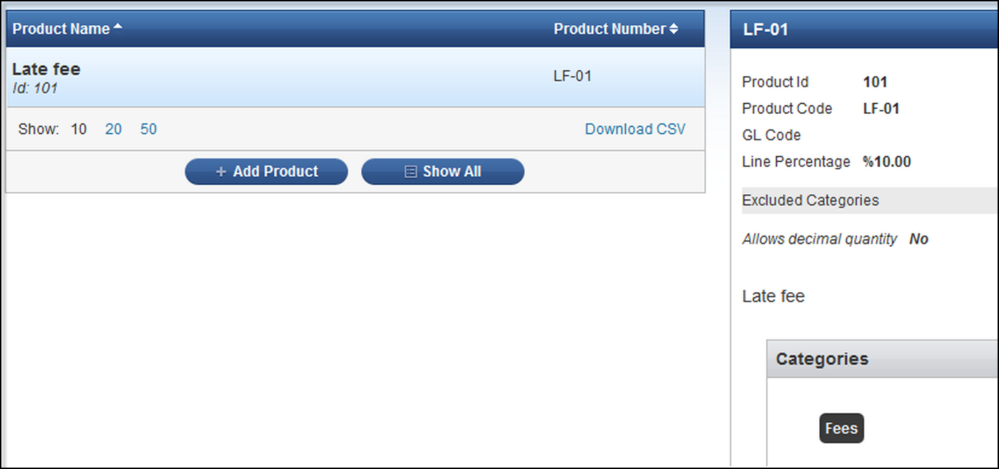 Product Name Product Number
Late fee
Id: 101
LF-01
Show: 10 20 50 Download CSV
+ Add Product Show All
LF-01
Product Id 101
Product Code LF-01
GL Code
Line Percentage %10.00
Excluded Categories
Allows decimal quantity No
Late fee
Categories
Fees